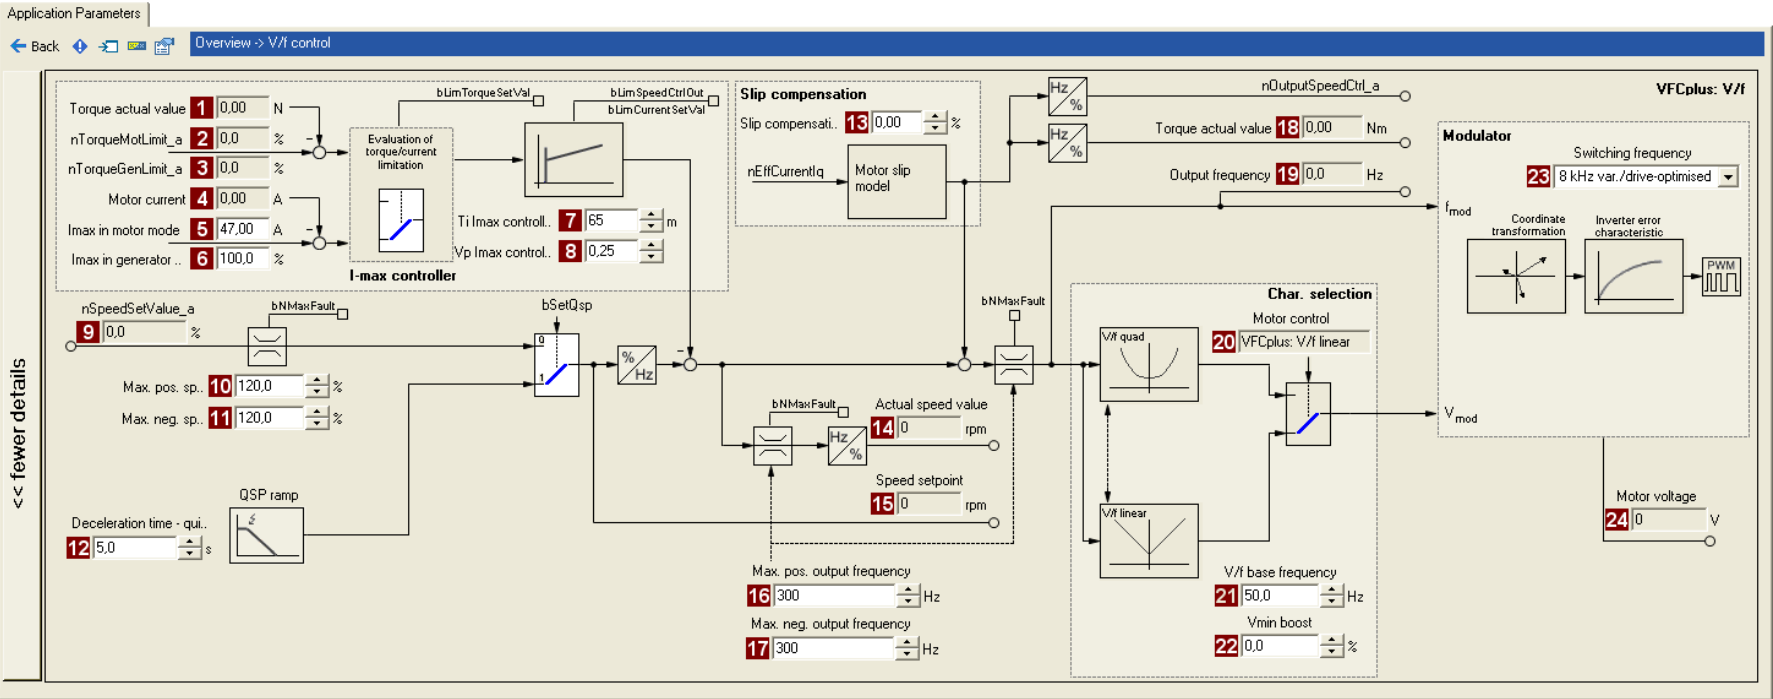 Application Parameters
Back
Overview -> V/f control
<< fewer details
VFCplus: V/f
Torque actual value 1 0,00 N
nTorqueMotLimit_a 2 0,0 %
nTorqueGenLimit_a 3 0,0 %
Motor current 4 0,00 A
Imax in motor mode 5 47,00 A
Imax in generator .. 6 100,0 %
Evaluation of
torque/current
limitation
bLimTorqueSetVal
bLimSpeedCtrlOut
bLimCurrentSetVal
Ti Imax controll.. 7 65 m
Vp Imax control.. 8 0,25
I-max controller
Slip compensation
Slip compensati.. 13 0,00 %
nEffCurrentIq
Motor slip
model
Hz
%
Hz
%
nOutputSpeedCtrl_a
Torque actual value 18 0,00 Nm
Output frequency 19 0,0 Hz
Modulator
Switching frequency
23 8 kHz var./drive-optimised
fmod
Coordinate
transformation
Inverter error
characteristic
PWM
Vmod
nSpeedSetValue_a
9 0,0 %
bNMaxFault
Max. pos. sp.. 10 120,0 %
Max. neg. sp.. 11 120,0 %
bSetQsp
0
1
%
Hz
QSP ramp
Deceleration time - qui..
12 5,0 s
bNMaxFault
Hz
%
Actual speed value
14 0 rpm
Speed setpoint
15 0 rpm
bNMaxFault
Max. pos. output frequency
16 300 Hz
Max. neg. output frequency
17 300 Hz
Char. selection
Motor control
20 VFCplus: V/f linear
V/f quad
V/f linear
V/f base frequency
21 50,0 Hz
Vmin boost
22 0,0 %
Motor voltage
24 0 V